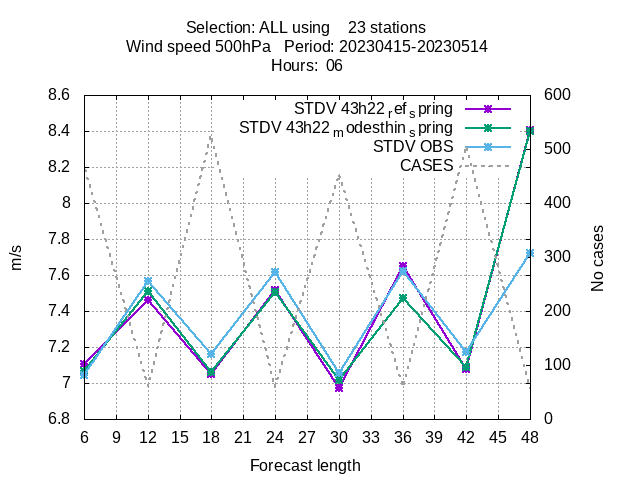 Selection: ALL using    23 stations
Wind speed 500hPa   Period: 20230415-20230514
Hours:  06
STDV 43h22 ref spring
STDV 43h22 modesthin spring
STDV OBS
CASES
8.6
8.4
8.2
8
7.8
7.6
7.4
7.2
7
6.8
m/s
600
500
400
300
200
100
0
No cases
6 9 12 15 18 21 24 27 30 33 36 39 42 45 48
Forecast length